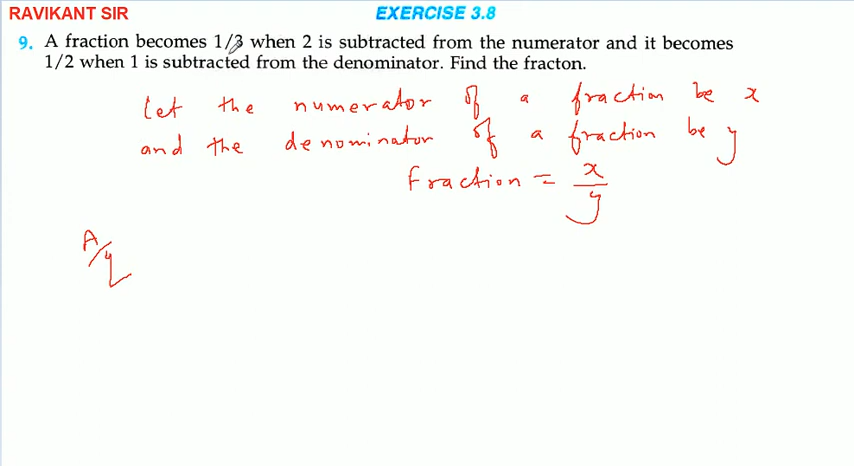 RAVIKANT SIR
EXERCISE 3.8
9. A fraction becomes 1/3 when 2 is subtracted from the numerator and it becomes
1/2 when 1 is subtracted from the denominator. Find the fracton.
Let the numerator of a fraction be x
and the denominator of a fraction be y
Fraction = x/y
A/q